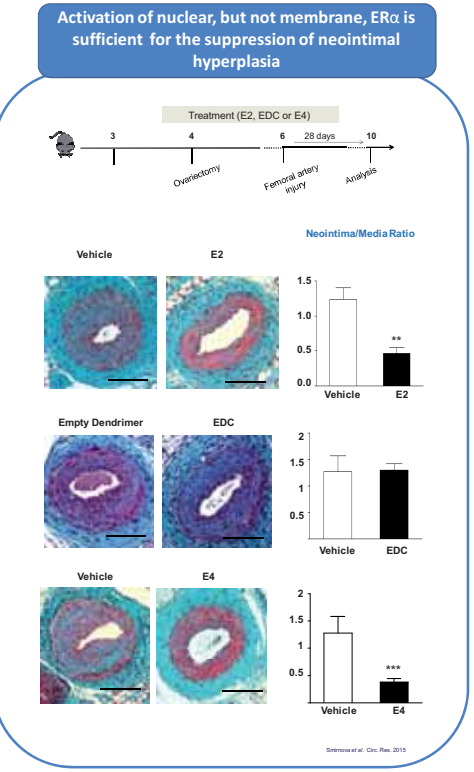 Activation of nuclear, but not membrane, ERα is
sufficient for the suppression of neointimal
hyperplasia
Treatment (E2, EDC or E4)
3 4 6 28 days 10
Ovariectomy
Femoral artery
injury
Analysis
Neointima/Media Ratio
Vehicle E2
1.5
1.0
0.5
0.0
**
Vehicle E2
Empty Dendrimer EDC
2
1.5
1
0.5
Vehicle EDC
Vehicle E4
2
1.5
1
0.5
***
Vehicle E4
Smirnova et al. Circ. Res. 2015